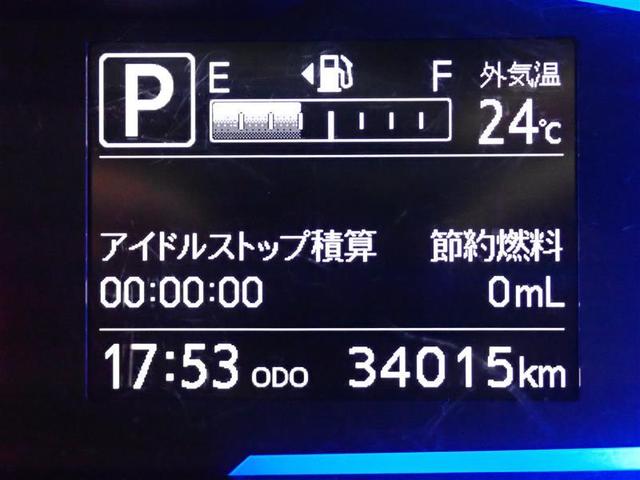 P E F 外気温
24℃
アイドルストップ積算 節約燃料
00:00:00 0mL
17:53 ODO 34015km